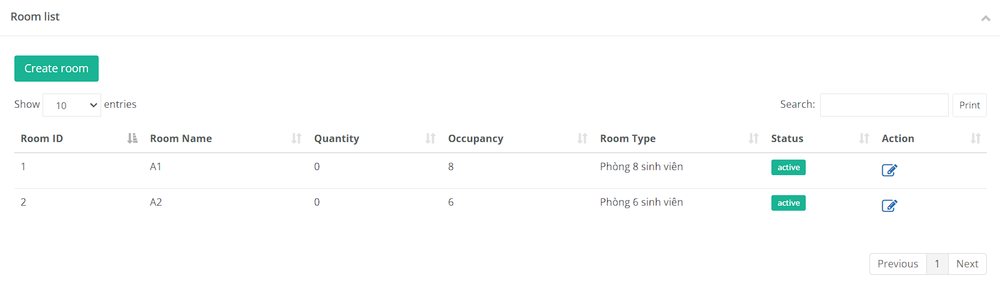 Room list
Create room
Show 10 entries Search: Print
Room ID Room Name Quantity Occupancy Room Type Status Action
1 A1 0 8 Phòng 8 sinh viên active
2 A2 0 6 Phòng 6 sinh viên active
Previous 1 Next